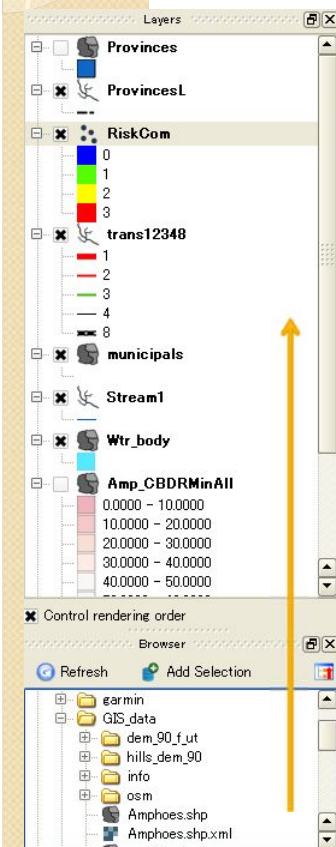 Layers
Provinces
ProvincesL
RiskCom
0
1
2
3
trans12348
1
2
3
4
8
municipals
Stream1
Wtr_body
Amp_CBDRMinAll
0.0000 - 10.0000
10.0000 - 20.0000
20.0000 - 30.0000
30.0000 - 40.0000
40.0000 - 50.0000
Control rendering order
Browser
Refresh Add Selection
garmin
GIS_data
dem_90_f_ut
hills_dem_90
info
osm
Amphoes.shp
Amphoes.shp.xml